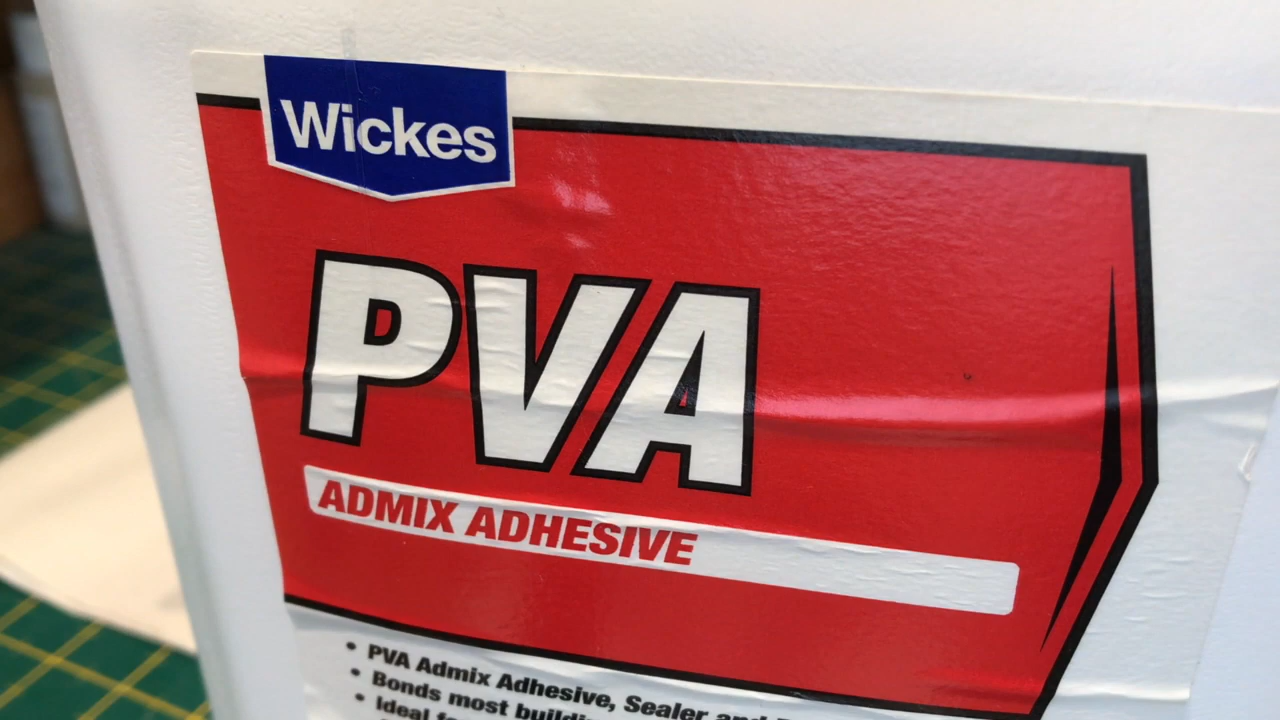 Wickes
PVA
ADMIX ADHESIVE
• PVA Admix Adhesive, Sealer and
• Bonds most
• Ideal